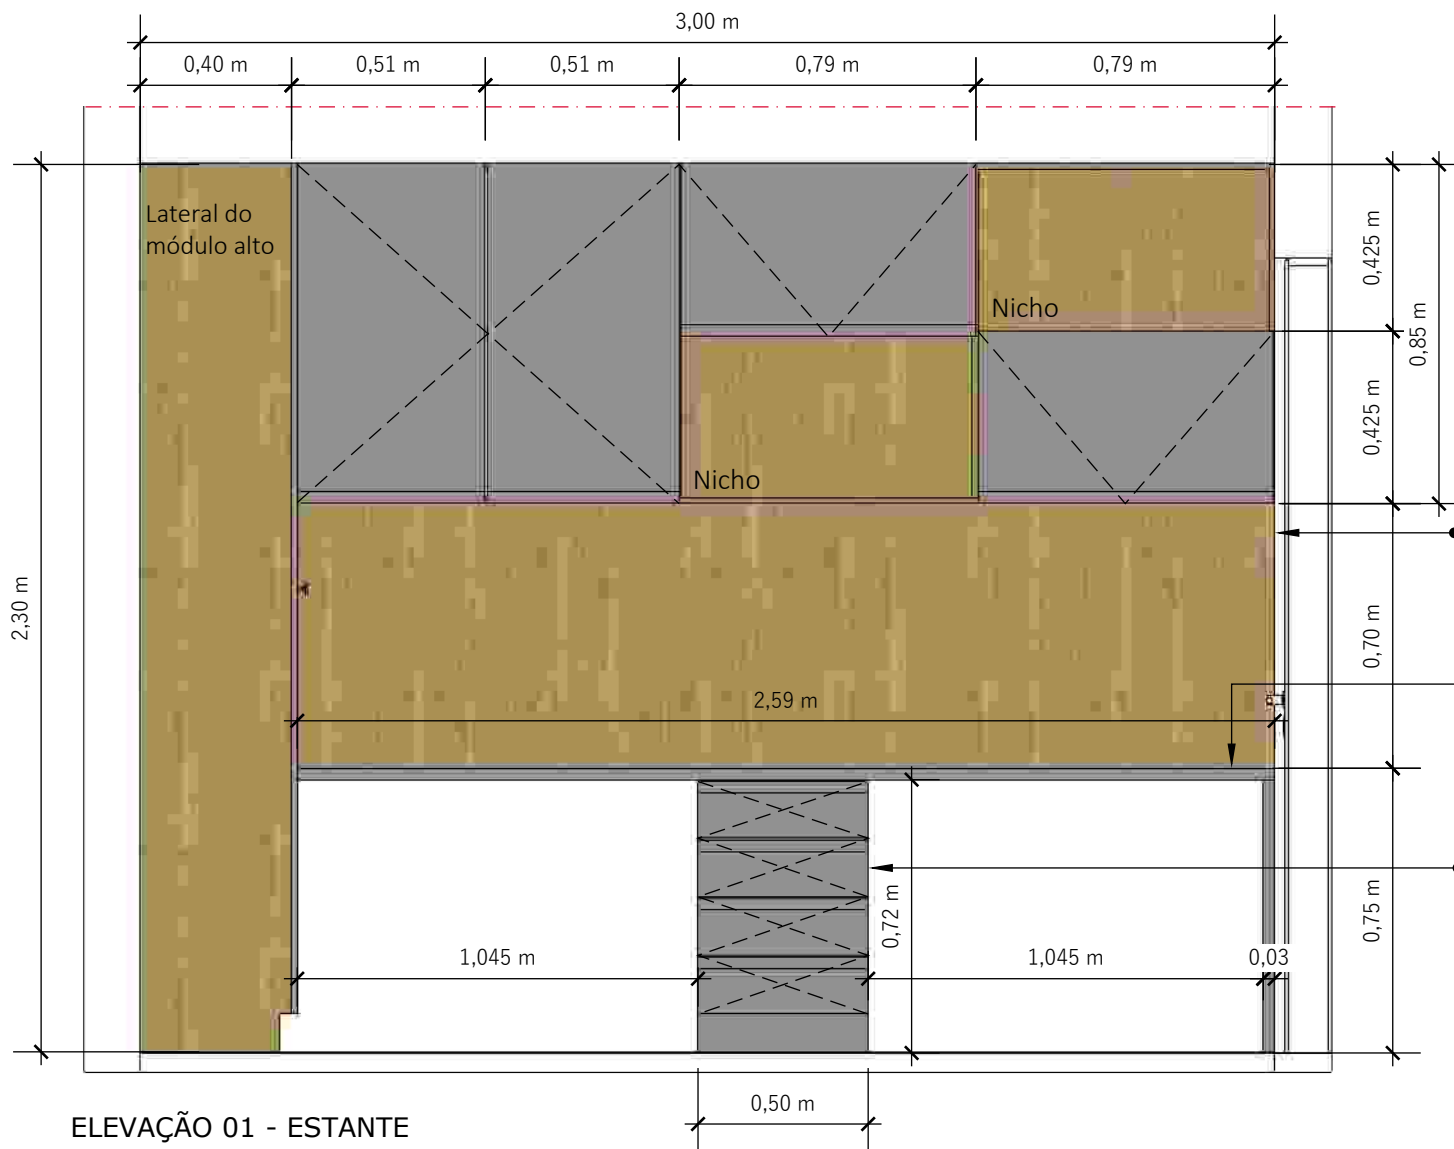 3,00 m
0,40 m
0,51 m
0,51 m
0,79 m
0,79 m
Lateral do
módulo alto
Nicho
Nicho
0,425 m
0,85 m
0,425 m
2,30 m
2,59 m
0,70 m
0,72 m
0,75 m
1,045 m
1,045 m
0,03
0,50 m
ELEVAÇÃO 01 - ESTANTE